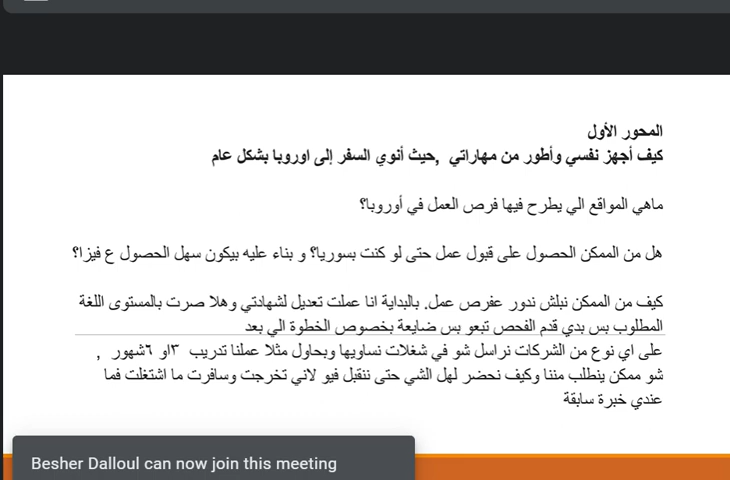 المحور الأول
كيف أجهز نفسي وأطور من مهاراتي ,حيث أنوي السفر إلى اوروبا بشكل عام
ماهي المواقع الي يطرح فيها فرص العمل في أوروبا؟
هل من الممكن الحصول على قبول عمل حتى لو كنت بسوريا؟ و بناء عليه بيكون سهل الحصول ع فيزا؟
كيف من الممكن نبلش ندور عفرص عمل. بالبداية انا عملت تعديل لشهادتي وهلا صرت بالمستوى اللغة
المطلوب بس بدي قدم الفحص تبعو بس ضايعة بخصوص الخطوة الي بعد
على اي نوع من الشركات نراسل شو في شغلات نساويها وبحاول مثلا عملنا تدريب ٣او ٦شهور ,
شو ممكن ينطلب مننا وكيف نحضر لهل الشي حتى ننقبل فيو لاني تخرجت وسافرت ما اشتغلت فما
عندي خبرة سابقة
Besher Dalloul can now join this meeting